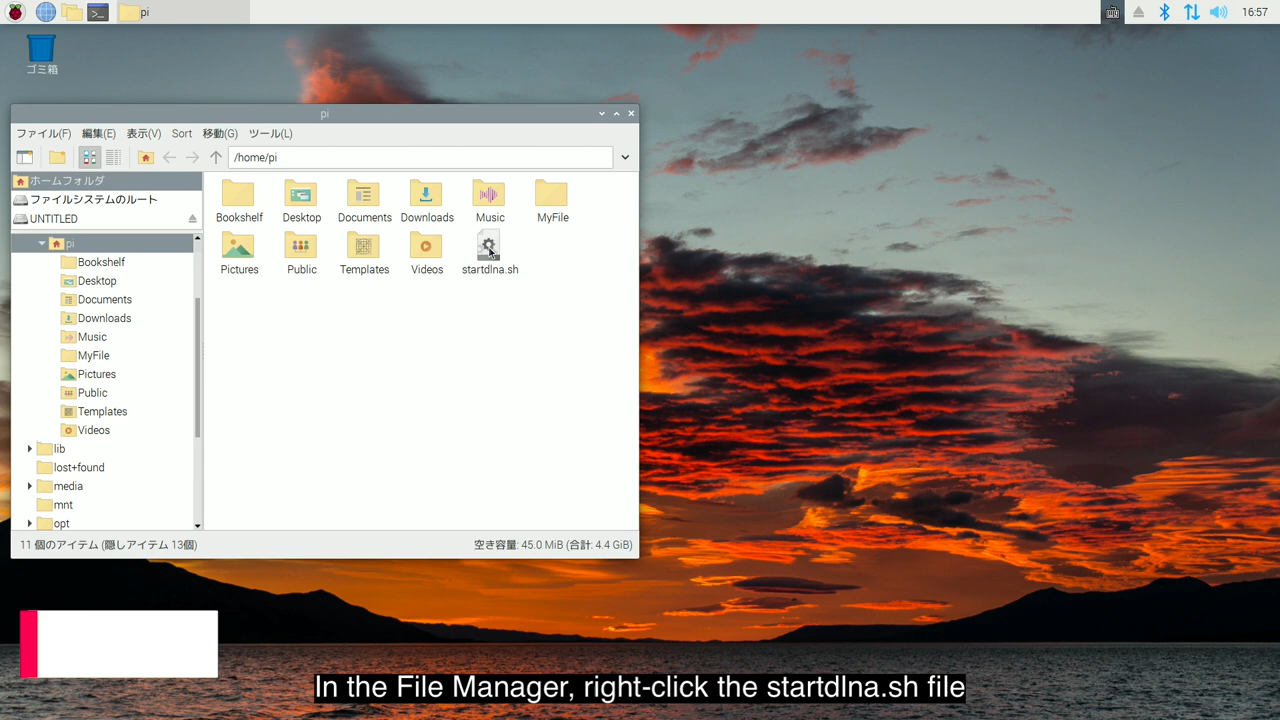 pi
16:57
ゴミ箱
pi
ファイル(F) 編集(E) 表示(V) Sort 移動(G) ツール(L)
/home/pi
ホームフォルダ
ファイルシステムのルート
UNTITLED
pi
Bookshelf
Desktop
Documents
Downloads
Music
MyFile
Pictures
Public
Templates
Videos
lib
lost+found
media
mnt
opt
Bookshelf Desktop Documents Downloads Music MyFile
Pictures Public Templates Videos startdlna.sh
11 個のアイテム (隠しアイテム 13個) 空き容量: 45.0 MiB (合計: 4.4 GiB)
In the File Manager, right-click the startdlna.sh file